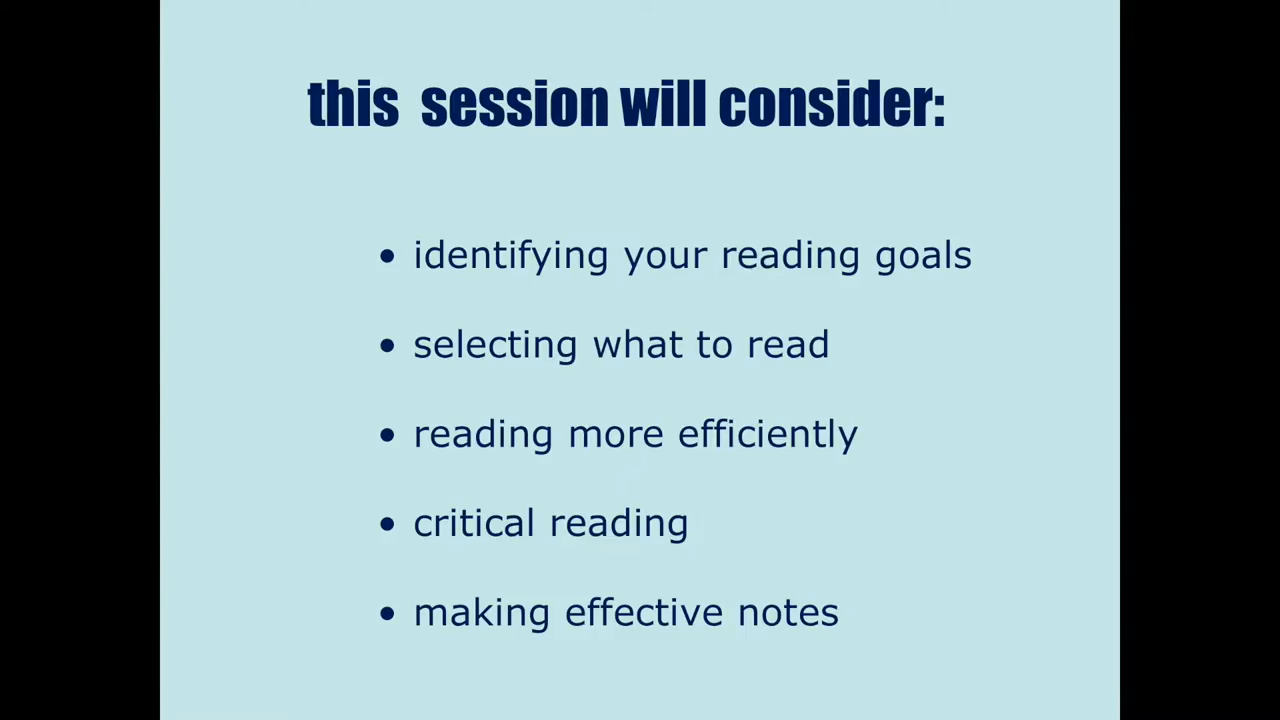 this  session will consider:
• identifying your reading goals
• selecting what to read
• reading more efficiently
• critical reading
• making effective notes